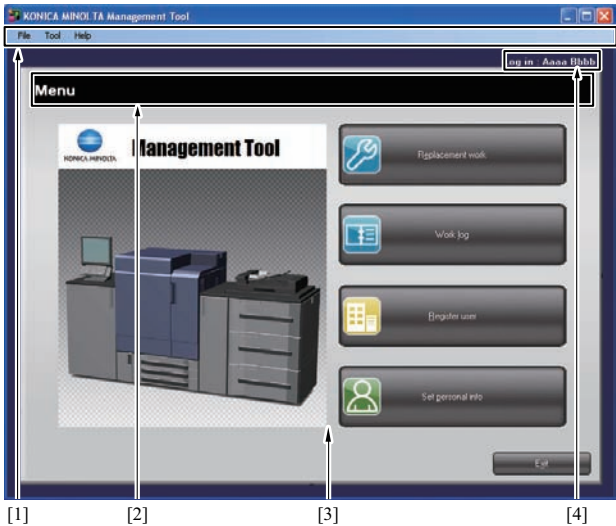 KONICA MINOLTA Management Tool
File Tool Help
Log in : Aaaa Bbbb
Menu
KONICA MINOLTA
Management Tool
Replacement work
Work log
Register user
Set personal info
Exit
[1] [2] [3] [4]